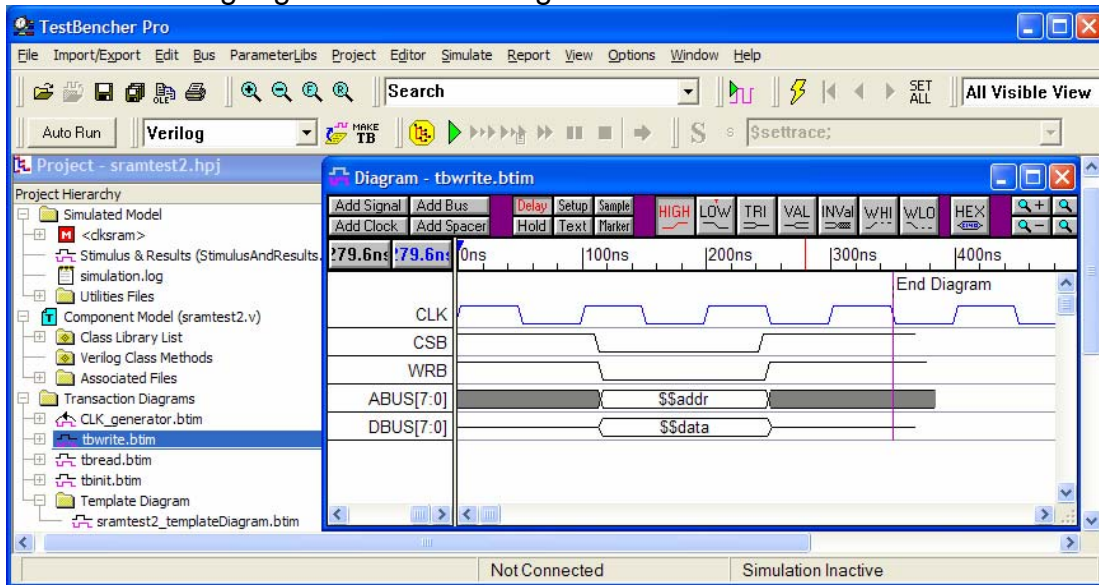 TestBencher Pro
File Import/Export Edit Bus ParameterLibs Project Editor Simulate Report View Options Window Help
OLE Search SET ALL All Visible View
Auto Run Verilog MAKE TB S $settrace;
Project - sramtest2.hpj
Project Hierarchy
Simulated Model
M <clksram>
Stimulus & Results (StimulusAndResults.
simulation.log
Utilities Files
T Component Model (sramtest2.v)
Class Library List
Verilog Class Methods
Associated Files
Transaction Diagrams
CLK_generator.btim
tbwrite.btim
tbread.btim
tbinit.btim
Template Diagram
sramtest2_templateDiagram.btim
Diagram - tbwrite.btim
Add Signal Add Bus Delay Setup Sample HIGH LOW TRI VAL INVal WHI WLO HEX
Add Clock Add Spacer Hold Text Marker
279.6ns 79.6ns 0ns 100ns 200ns 300ns 400ns
End Diagram
CLK
CSB
WRB
ABUS[7:0] $$addr
DBUS[7:0] $$data
Not Connected Simulation Inactive